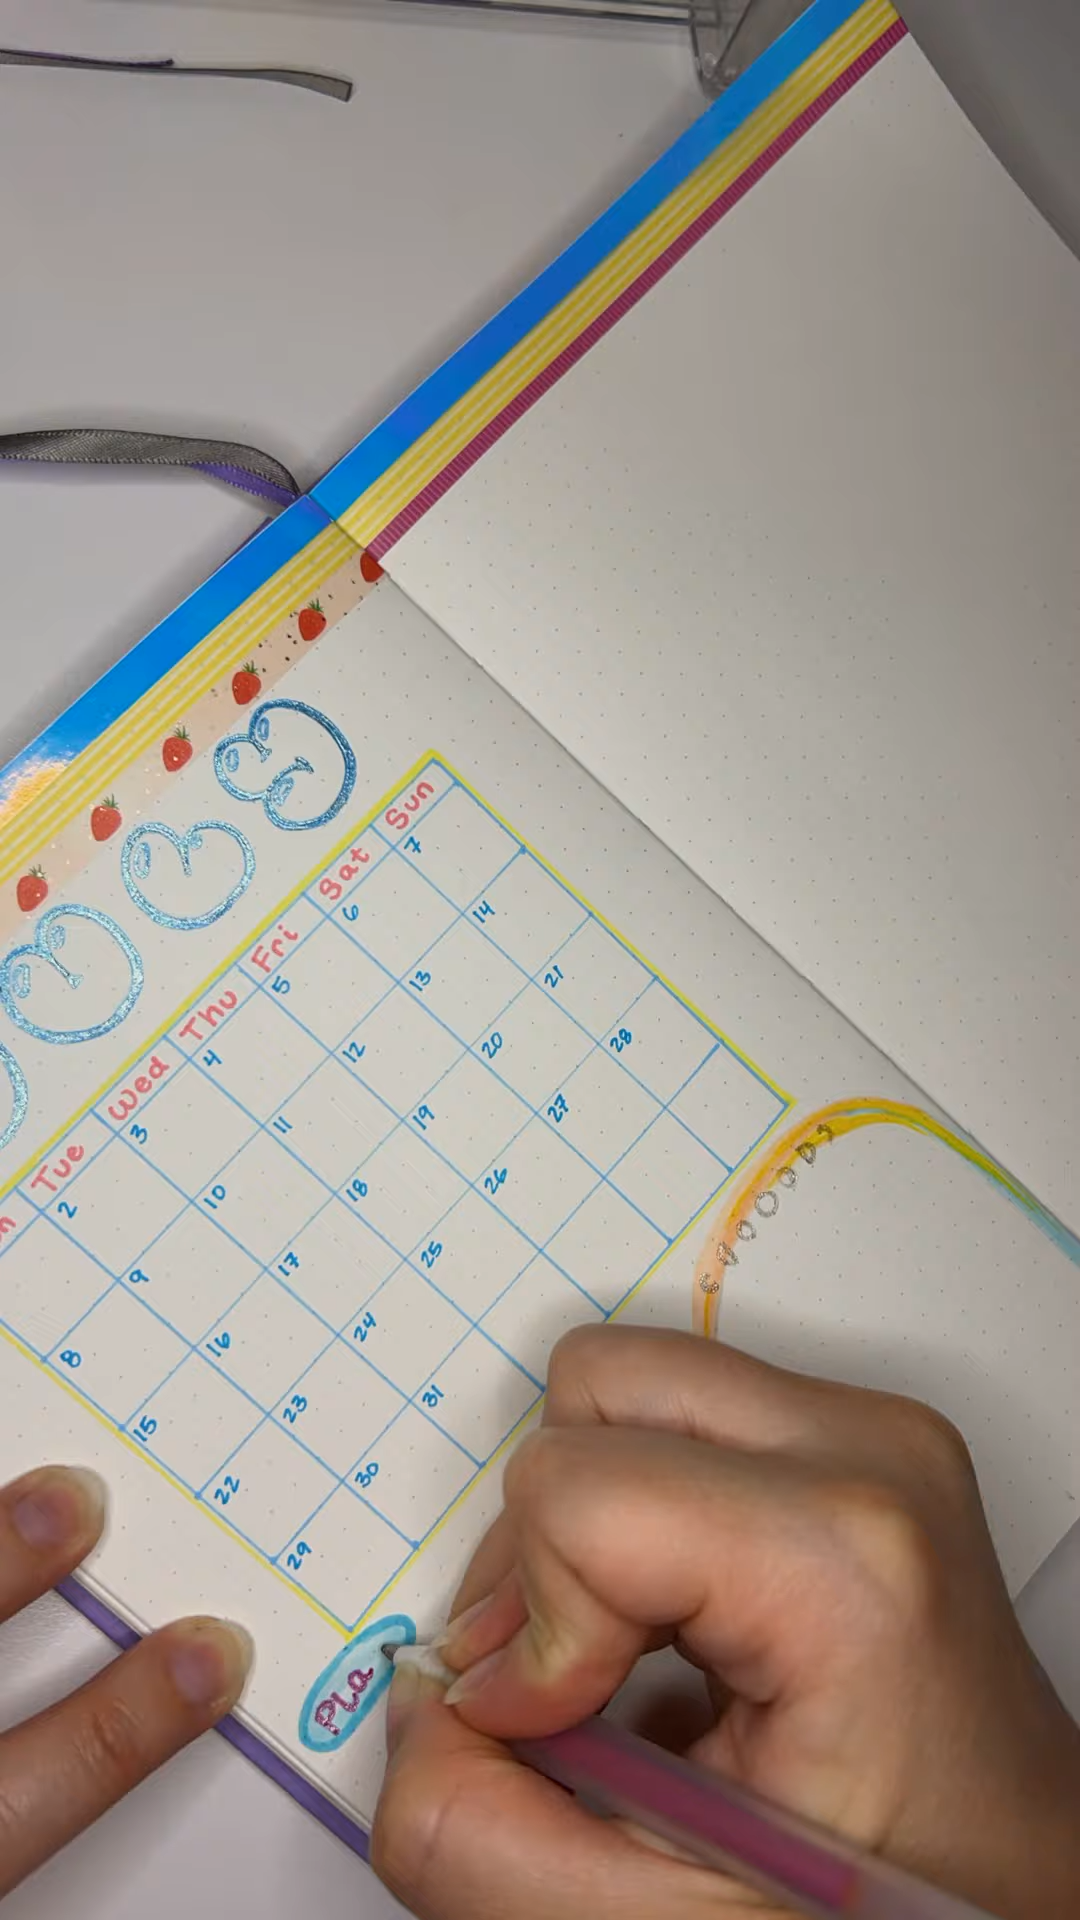 n Tue Wed Thu Fri Sat Sun
2 3 4 5 6 7
8 9 10 11 12 13 14
15 16 17 18 19 20 21
22 23 24 25 26 27 28
29 30 31
Pla